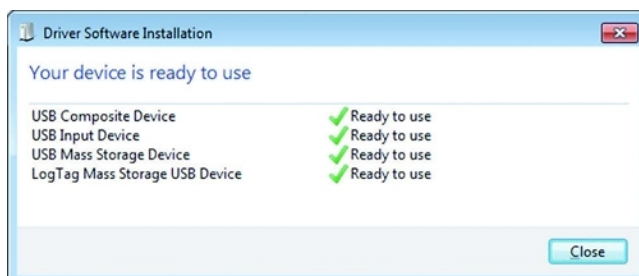 Driver Software Installation
Your device is ready to use
USB Composite Device Ready to use
USB Input Device Ready to use
USB Mass Storage Device Ready to use
LogTag Mass Storage USB Device Ready to use
Close